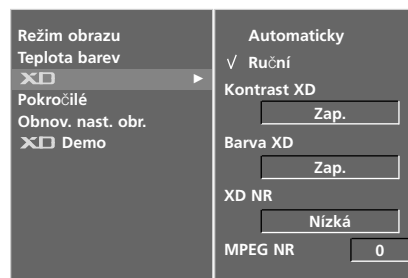 Režim obrazu
Teplota barev
XD
Pokročilé
Obnov. nast. obr.
XD Demo
Automaticky
√ Ruční
Kontrast XD
Zap.
Barva XD
Zap.
XD NR
Nízká
MPEG NR 0